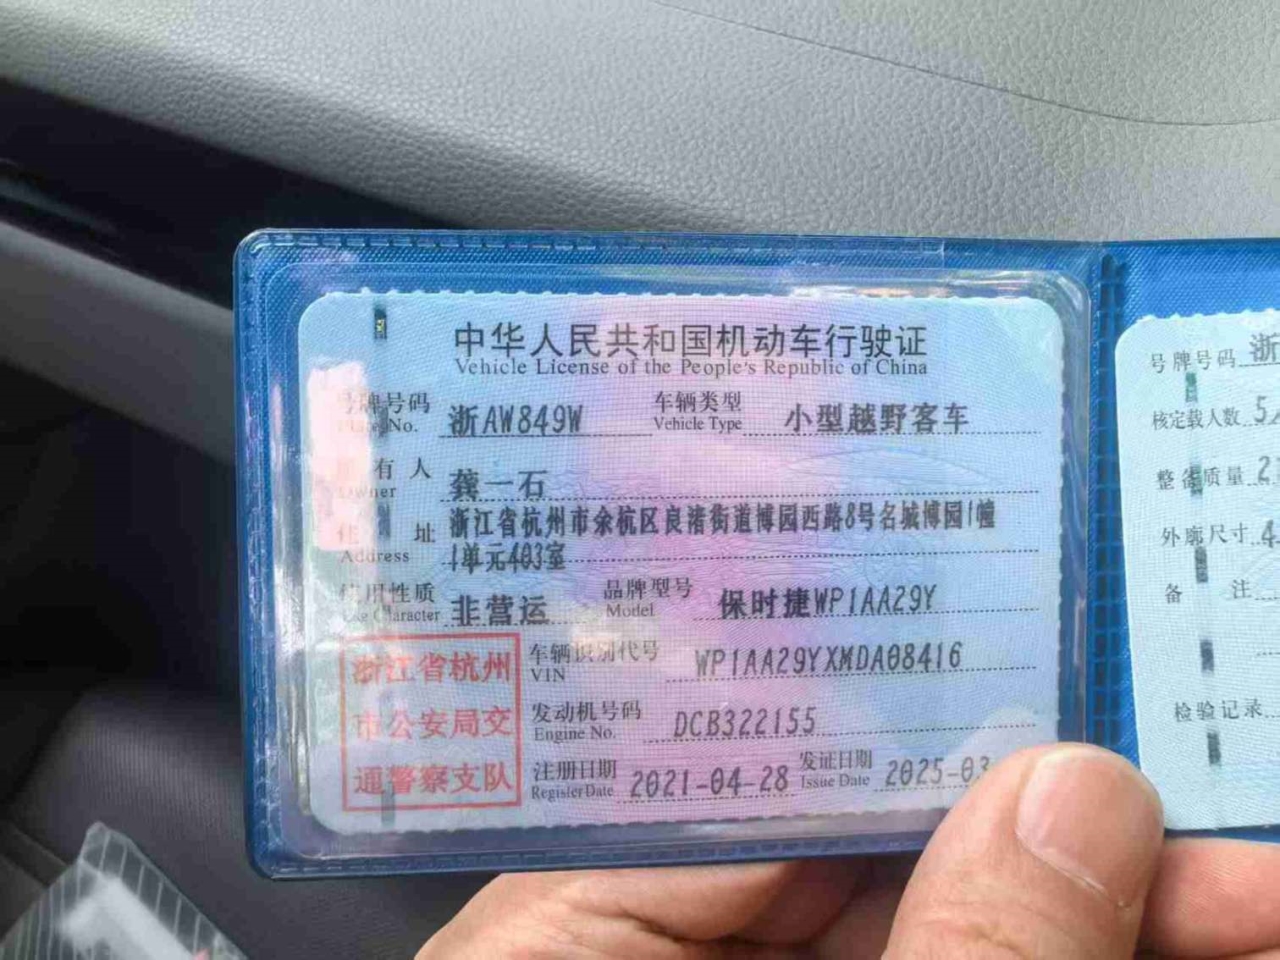 中华人民共和国机动车行驶证
Vehicle License of the People's Republic of China
号牌号码 浙AW849W 车辆类型 小型越野客车
Plate No. Vehicle Type
所有人 龚一石
Owner
住址 浙江省杭州市余杭区良渚街道博园西路8号名城博园1幢
Address 1单元403室
使用性质 非营运 品牌型号 保时捷WP1AA29Y
Use Character Model
浙江省杭州
市公安局交
通警察支队
车辆识别代号 WP1AA29YXMDA08416
VIN
发动机号码 DCB322155
Engine No.
注册日期 2021-04-28 发证日期 2025-03
Register Date Issue Date
号牌号码 浙
核定载人数 5
整备质量 2
外廓尺寸 4
备注
检验记录